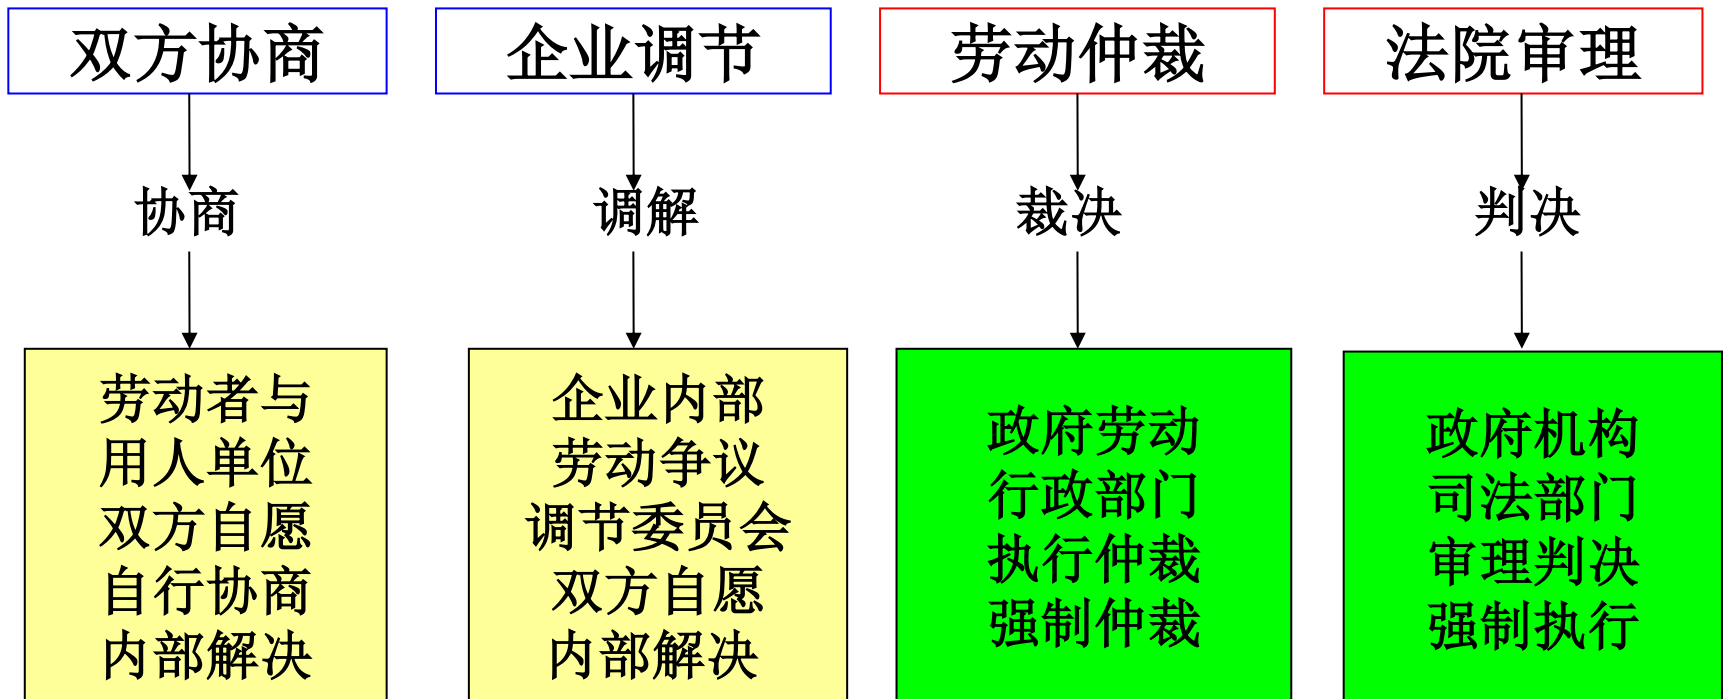 双方协商
企业调节
劳动仲裁
法院审理
协商
调解
裁决
判决
劳动者与
用人单位
双方自愿
自行协商
内部解决
企业内部
劳动争议
调节委员会
双方自愿
内部解决
政府劳动
行政部门
执行仲裁
强制仲裁
政府机构
司法部门
审理判决
强制执行